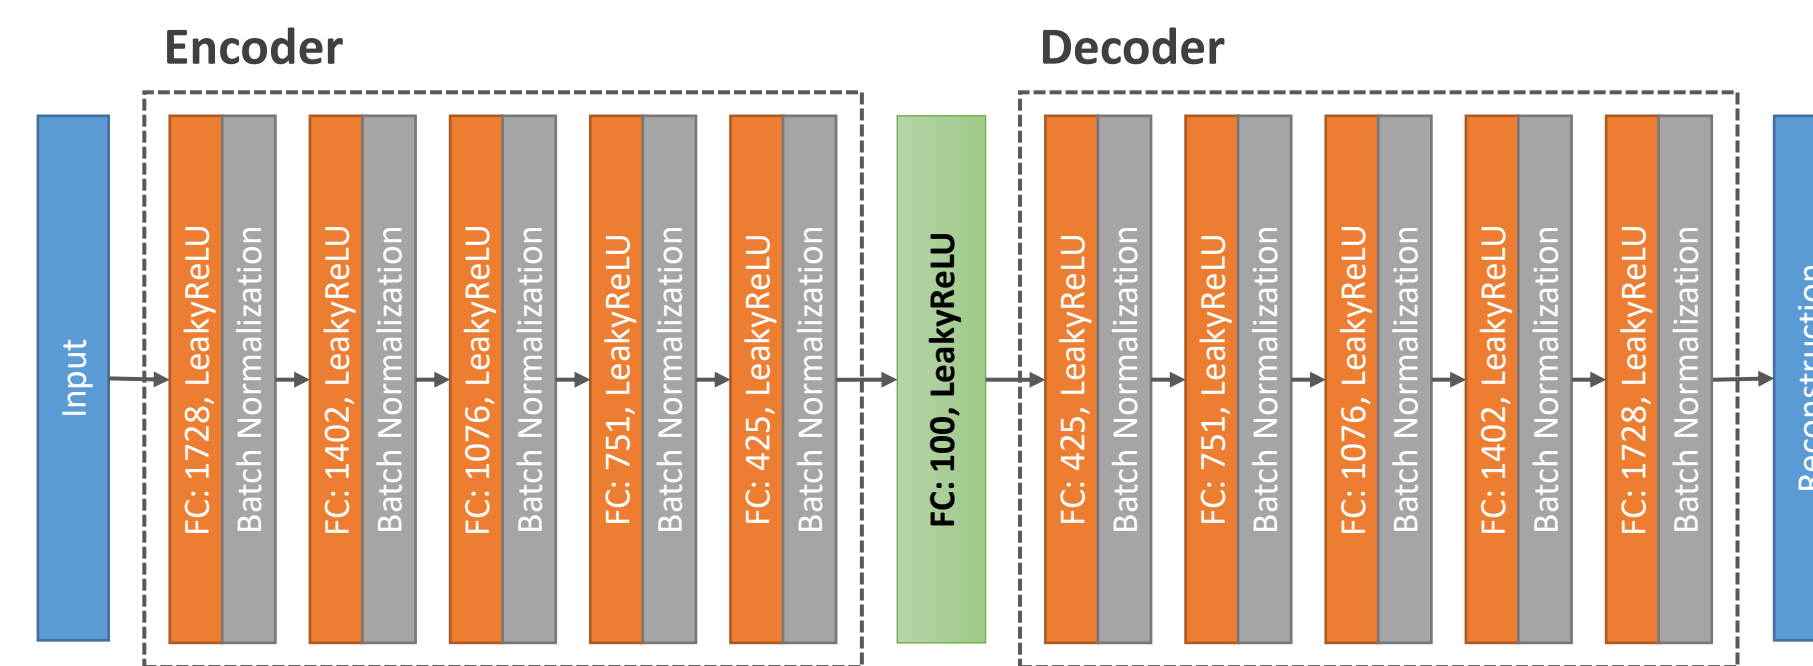 Encoder
Decoder
Input
FC: 1728, LeakyReLU
Batch Normalization
FC: 1402, LeakyReLU
Batch Normalization
FC: 1076, LeakyReLU
Batch Normalization
FC: 751, LeakyReLU
Batch Normalization
FC: 425, LeakyReLU
Batch Normalization
FC: 100, LeakyReLU
FC: 425, LeakyReLU
Batch Normalization
FC: 751, LeakyReLU
Batch Normalization
FC: 1076, LeakyReLU
Batch Normalization
FC: 1402, LeakyReLU
Batch Normalization
FC: 1728, LeakyReLU
Batch Normalization
Reconstruction